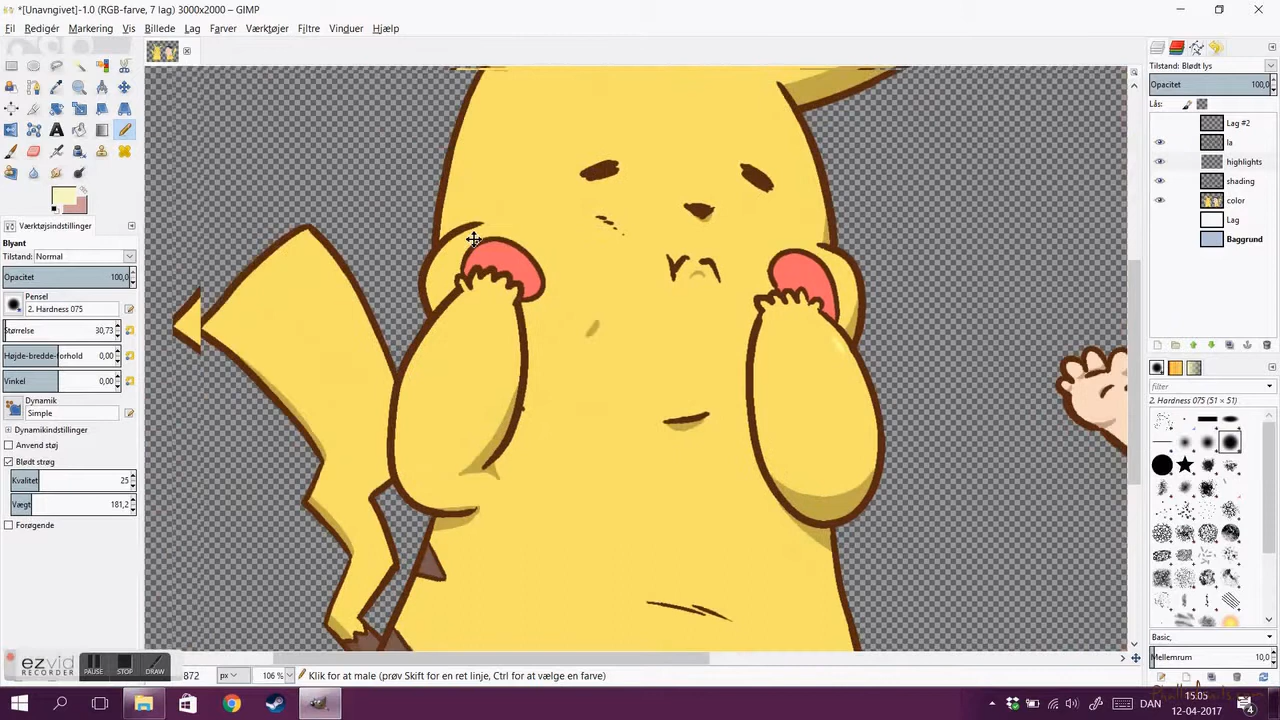 *[Unavngivet]-1.0 (RGB-farve, 7 lag) 3000x2000 – GIMP
Fil Redigér Markering Vis Billede Lag Farver Værktøjer Filtre Vinduer Hjælp
Værktøjsindstillinger
Blyant
Tilstand: Normal
Opacitet 100,0
Pensel
2. Hardness 075
Størrelse 30,73
Højde-bredde-forhold 0,00
Vinkel 0,00
Dynamik
Simple
Dynamikindstillinger
Anvend støj
Blødt strøg
Kvalitet 25
Vægt 181,2
Forøgende
Tilstand: Blødt lys
Opacitet 100,0
Lås:
Lag #2
la
highlights
shading
color
Lag
Baggrund
filter
2. Hardness 075 (51 × 51)
Basic,
Mellemrum 10,0
ezvid
RECORDER
PAUSE STOP DRAW
872 px 106 % Klik for at male (prøv Skift for en ret linje, Ctrl for at vælge en farve)
DAN
15:05
12-04-2017
4